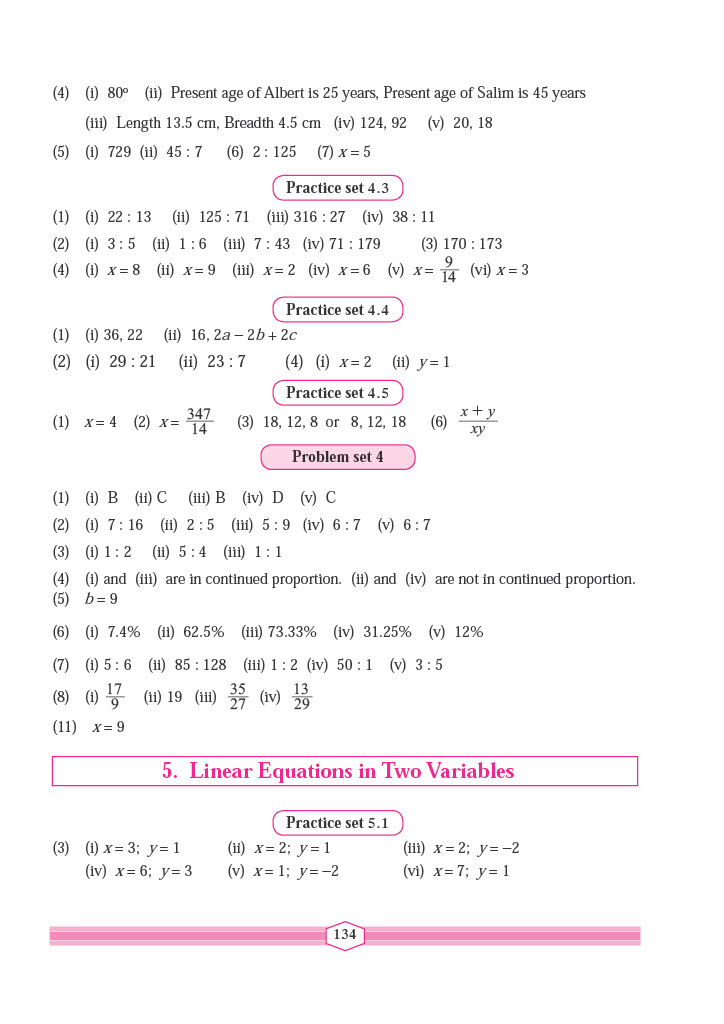 (4) (i) 80º (ii) Present age of Albert is 25 years, Present age of Salim is 45 years
(iii) Length 13.5 cm, Breadth 4.5 cm (iv) 124, 92 (v) 20, 18
(5) (i) 729 (ii) 45 : 7 (6) 2 : 125 (7) x = 5
Practice set 4.3
(1) (i) 22 : 13 (ii) 125 : 71 (iii) 316 : 27 (iv) 38 : 11
(2) (i) 3 : 5 (ii) 1 : 6 (iii) 7 : 43 (iv) 71 : 179 (3) 170 : 173
(4) (i) x = 8 (ii) x = 9 (iii) x = 2 (iv) x = 6 (v) x = 9/14 (vi) x = 3
Practice set 4.4
(1) (i) 36, 22 (ii) 16, 2a − 2b + 2c
(2) (i) 29 : 21 (ii) 23 : 7 (4) (i) x = 2 (ii) y = 1
Practice set 4.5
(1) x = 4 (2) x = 347/14 (3) 18, 12, 8 or 8, 12, 18 (6) x + y/xy
Problem set 4
(1) (i) B (ii) C (iii) B (iv) D (v) C
(2) (i) 7 : 16 (ii) 2 : 5 (iii) 5 : 9 (iv) 6 : 7 (v) 6 : 7
(3) (i) 1 : 2 (ii) 5 : 4 (iii) 1 : 1
(4) (i) and (iii) are in continued proportion. (ii) and (iv) are not in continued proportion.
(5) b = 9
(6) (i) 7.4% (ii) 62.5% (iii) 73.33% (iv) 31.25% (v) 12%
(7) (i) 5 : 6 (ii) 85 : 128 (iii) 1 : 2 (iv) 50 : 1 (v) 3 : 5
(8) (i) 17/9 (ii) 19 (iii) 35/27 (iv) 13/29
(11) x = 9
5. Linear Equations in Two Variables
Practice set 5.1
(3) (i) x = 3; y = 1 (ii) x = 2; y = 1 (iii) x = 2; y = −2
(iv) x = 6; y = 3 (v) x = 1; y = −2 (vi) x = 7; y = 1
134